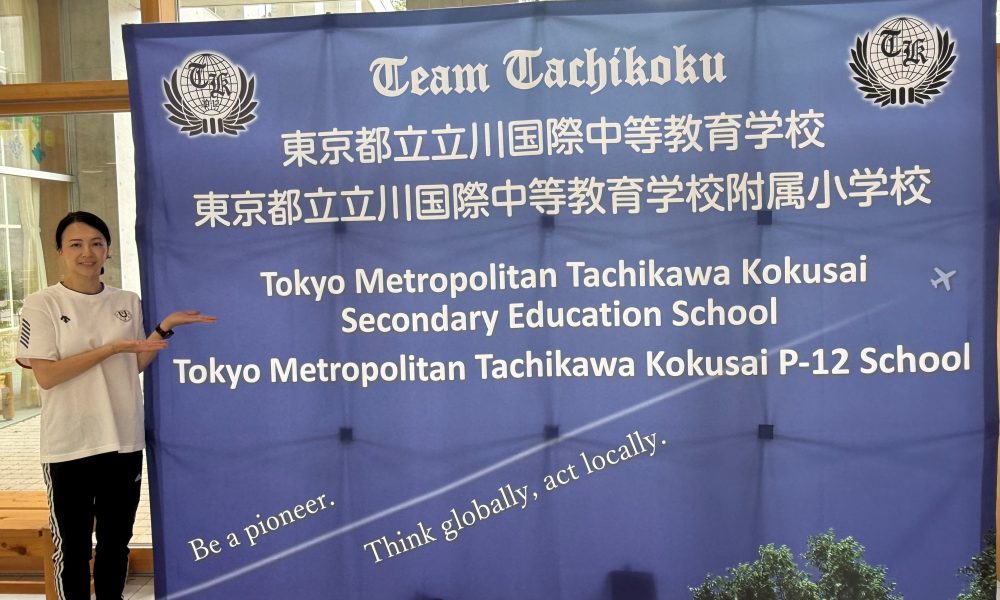 Team Tachikoku
東京都立立川国際中等教育学校
東京都立立川国際中等教育学校附属小学校
Tokyo Metropolitan Tachikawa Kokusai
Secondary Education School
Tokyo Metropolitan Tachikawa Kokusai P-12 School
Be a pioneer.
Think globally, act locally.
TK
TK